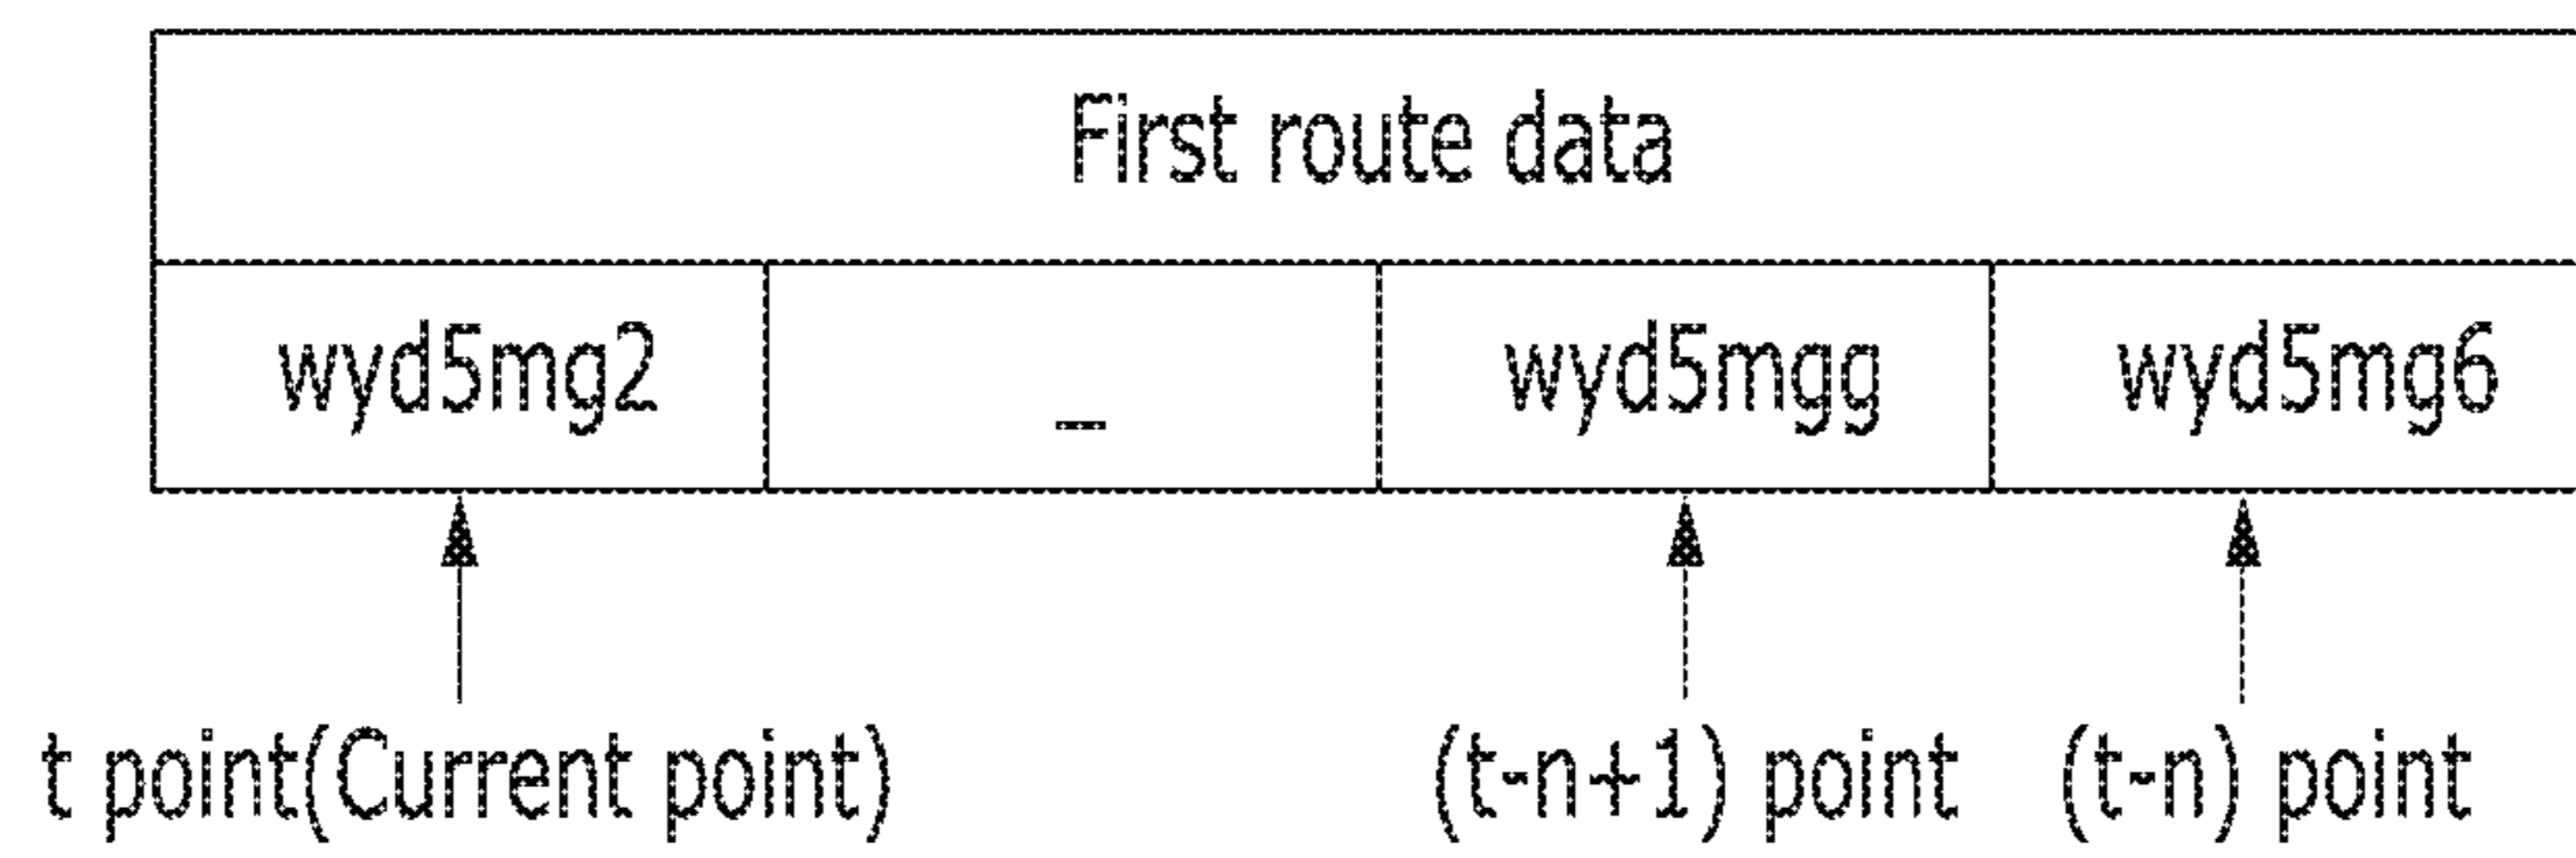 First route data
wyd5mg2 _ wyd5mgg wyd5mg6
t point(Current point) (t-n+1) point (t-n) point